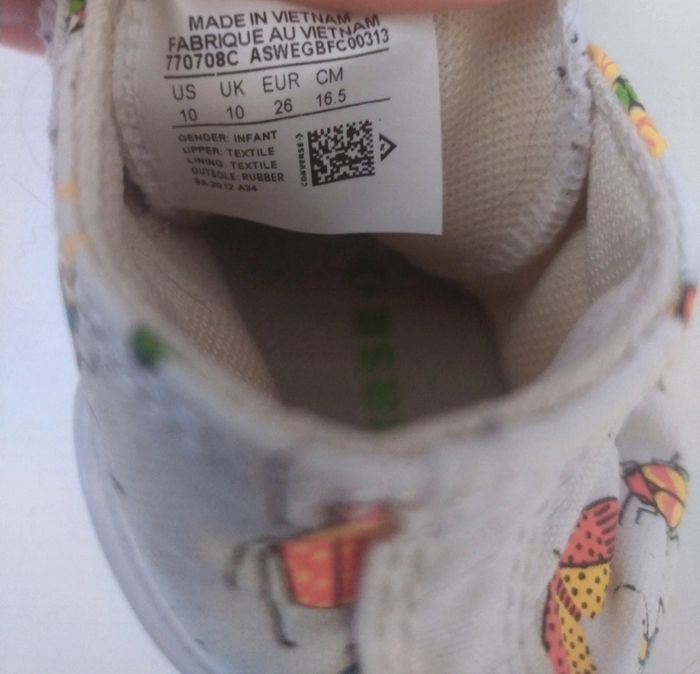 MADE IN VIETNAM
FABRIQUE AU VIETNAM
770708C ASWEGBFC00313
US UK EUR CM
10 10 26 16.5
GENDER: INFANT
UPPER: TEXTILE
LINING: TEXTILE
OUTSOLE: RUBBER
CONVERSE